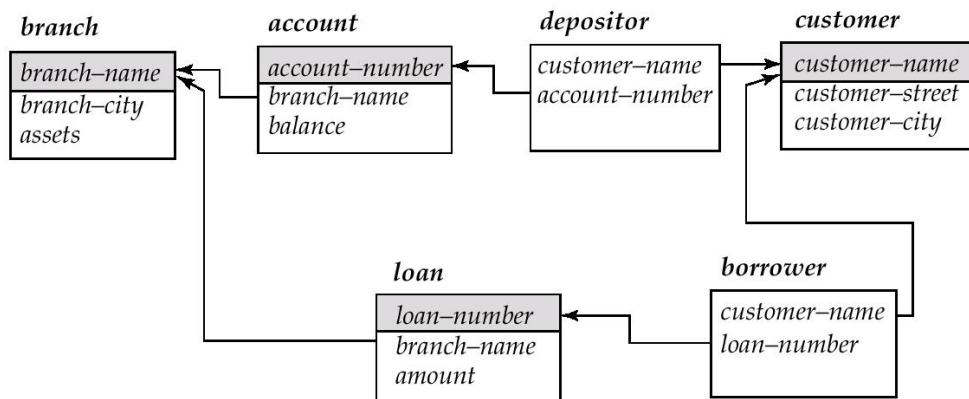 branch
branch–name
branch–city
assets
account
account–number
branch–name
balance
depositor
customer–name
account–number
customer
customer–name
customer–street
customer–city
loan
loan–number
branch–name
amount
borrower
customer–name
loan–number